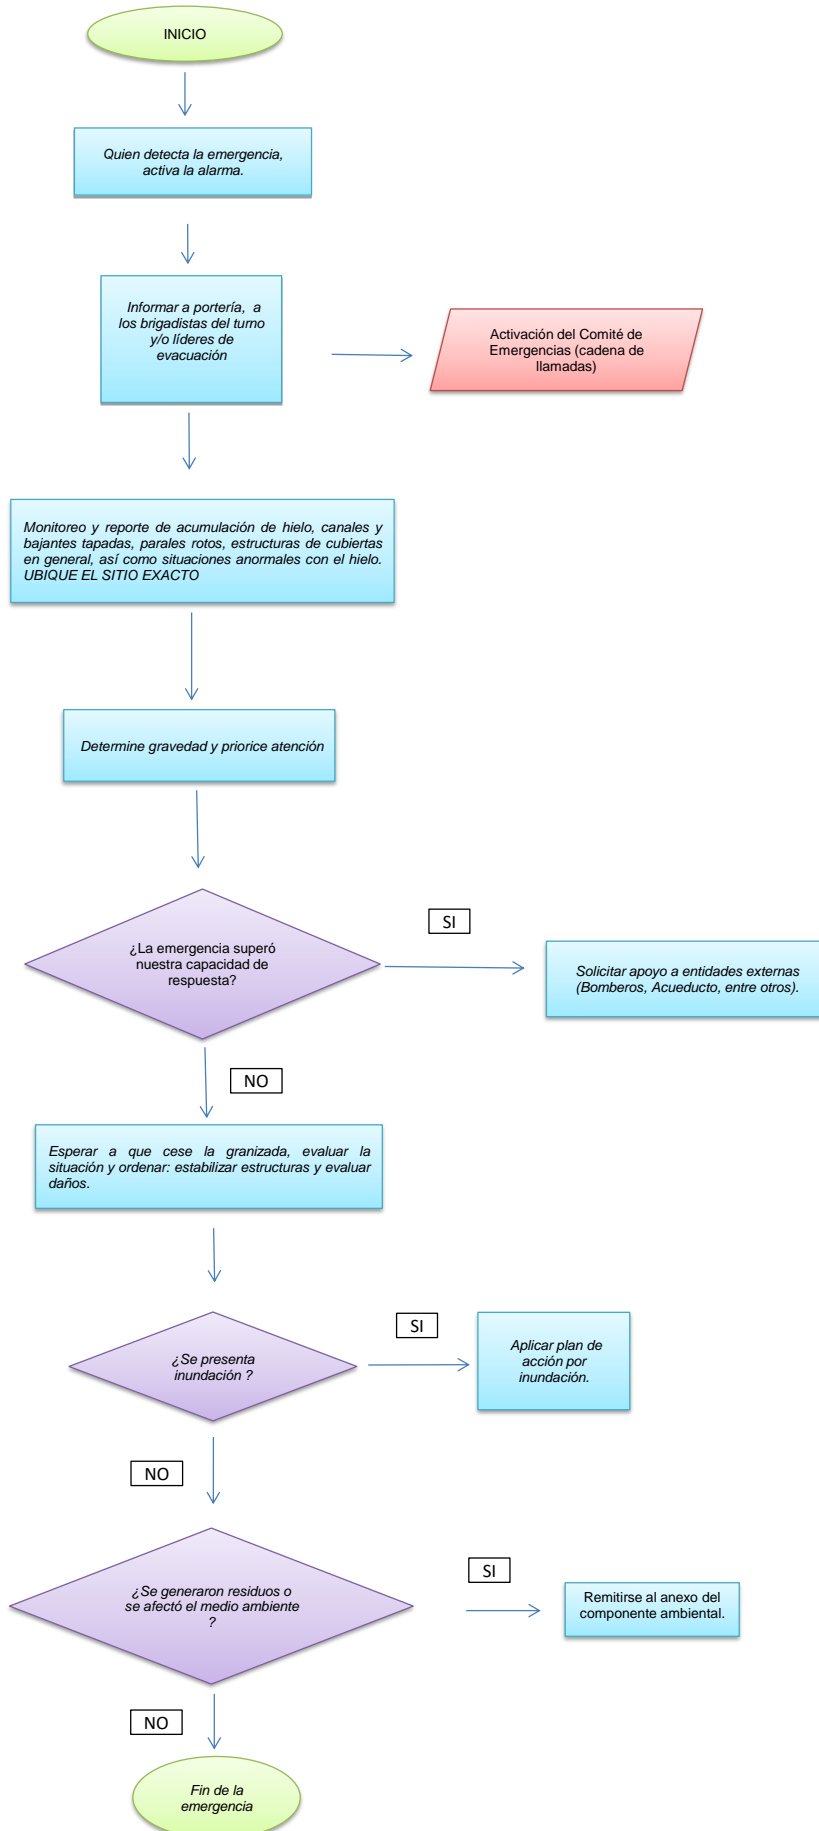 INICIO
Quien detecta la emergencia,
activa la alarma.
Informar a portería, a
los brigadistas del turno
y/o líderes de
evacuación
Activación del Comité de
Emergencias (cadena de
llamadas)
Monitoreo y reporte de acumulación de hielo, canales y
bajantes tapadas, parales rotos, estructuras de cubiertas
en general, así como situaciones anormales con el hielo.
UBIQUE EL SITIO EXACTO
Determine gravedad y priorice atención
¿La emergencia superó
nuestra capacidad de
respuesta?
SI
Solicitar apoyo a entidades externas
(Bomberos, Acueducto, entre otros).
NO
Esperar a que cese la granizada, evaluar la
situación y ordenar: estabilizar estructuras y evaluar
daños.
¿Se presenta
inundación ?
SI
Aplicar plan de
acción por
inundación.
NO
¿Se generaron residuos o
se afectó el medio ambiente
?
SI
Remitirse al anexo del
componente ambiental.
NO
Fin de la
emergencia